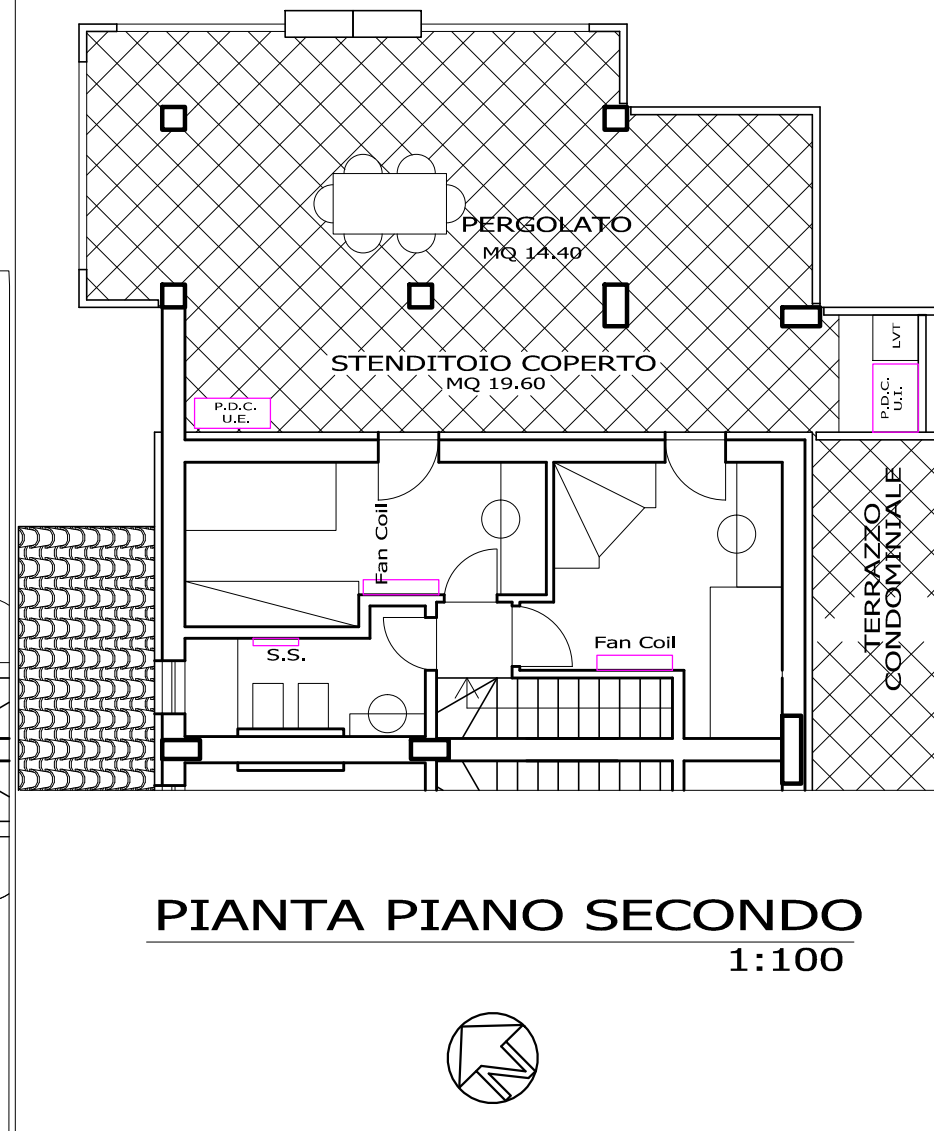 PERGOLATO
MQ 14.40
STENDITOIO COPERTO
MQ 19.60
LVT
P.D.C.
U.I.
P.D.C.
U.E.
Fan Coil
TERRAZZO
CONDOMINIALE
Fan Coil
S.S.
PIANTA PIANO SECONDO
1:100